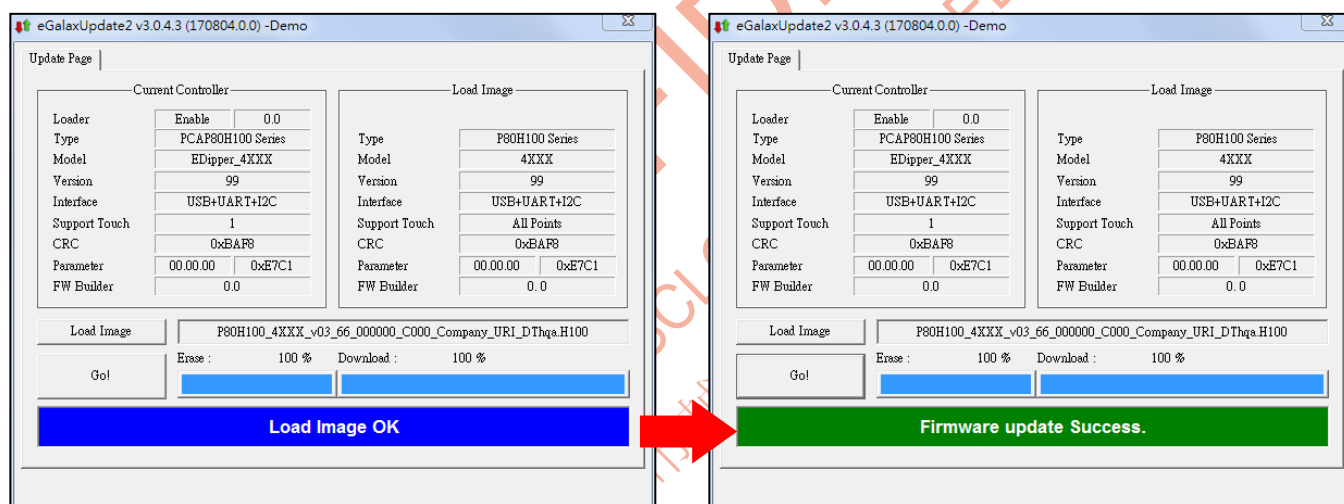 eGalaxUpdate2 v3.0.4.3 (170804.0.0) -Demo
Update Page
Current Controller
Loader Enable 0.0
Type PCAP80H100 Series
Model EDipper_4XXX
Version 99
Interface USB+UART+I2C
Support Touch 1
CRC 0xBAF8
Parameter 00.00.00 0xE7C1
FW Builder 0.0
Load Image
Type P80H100 Series
Model 4XXX
Version 99
Interface USB+UART+I2C
Support Touch All Points
CRC 0xBAF8
Parameter 00.00.00 0xE7C1
FW Builder 0. 0
Load Image P80H100_4XXX_v03_66_000000_C000_Company_URI_DThqa.H100
Erase : 100 % Download : 100 %
Go!
Load Image OK
eGalaxUpdate2 v3.0.4.3 (170804.0.0) -Demo
Update Page
Current Controller
Loader Enable 0.0
Type PCAP80H100 Series
Model EDipper_4XXX
Version 99
Interface USB+UART+I2C
Support Touch 1
CRC 0xBAF8
Parameter 00.00.00 0xE7C1
FW Builder 0.0
Load Image
Type P80H100 Series
Model 4XXX
Version 99
Interface USB+UART+I2C
Support Touch All Points
CRC 0xBAF8
Parameter 00.00.00 0xE7C1
FW Builder 0. 0
Load Image P80H100_4XXX_v03_66_000000_C000_Company_URI_DThqa.H100
Erase : 100 % Download : 100 %
Go!
Firmware update Success.